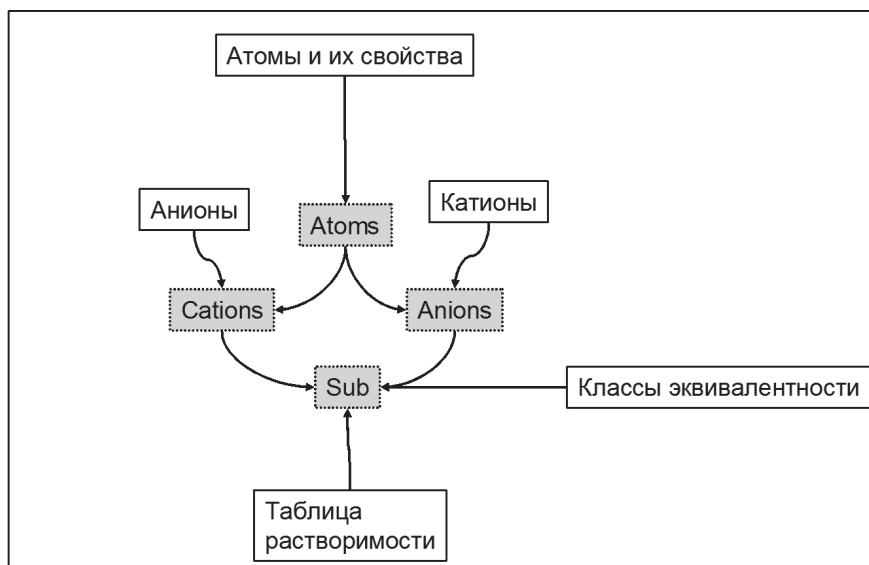 Атомы и их свойства
Анионы
Катионы
Atoms
Cations
Anions
Sub
Классы эквивалентности
Таблица
растворимости